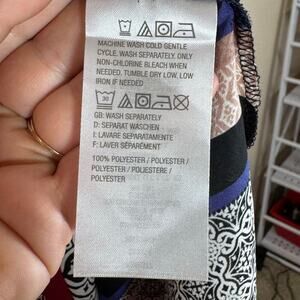 MACHINE WASH COLD GENTLE
CYCLE, WASH SEPARATELY, ONLY
NON-CHLORINE BLEACH WHEN
NEEDED, TUMBLE DRY LOW, LOW
IRON IF NEEDED
30
GB: WASH SEPARATELY
D: SEPARAT WASCHEN
I: LAVARE SEPARATAMENTE
F: LAVER SÉPARÉMENT
100% POLYESTER / POLYESTER /
POLYESTER / POLIESTERE /
POLYESTER